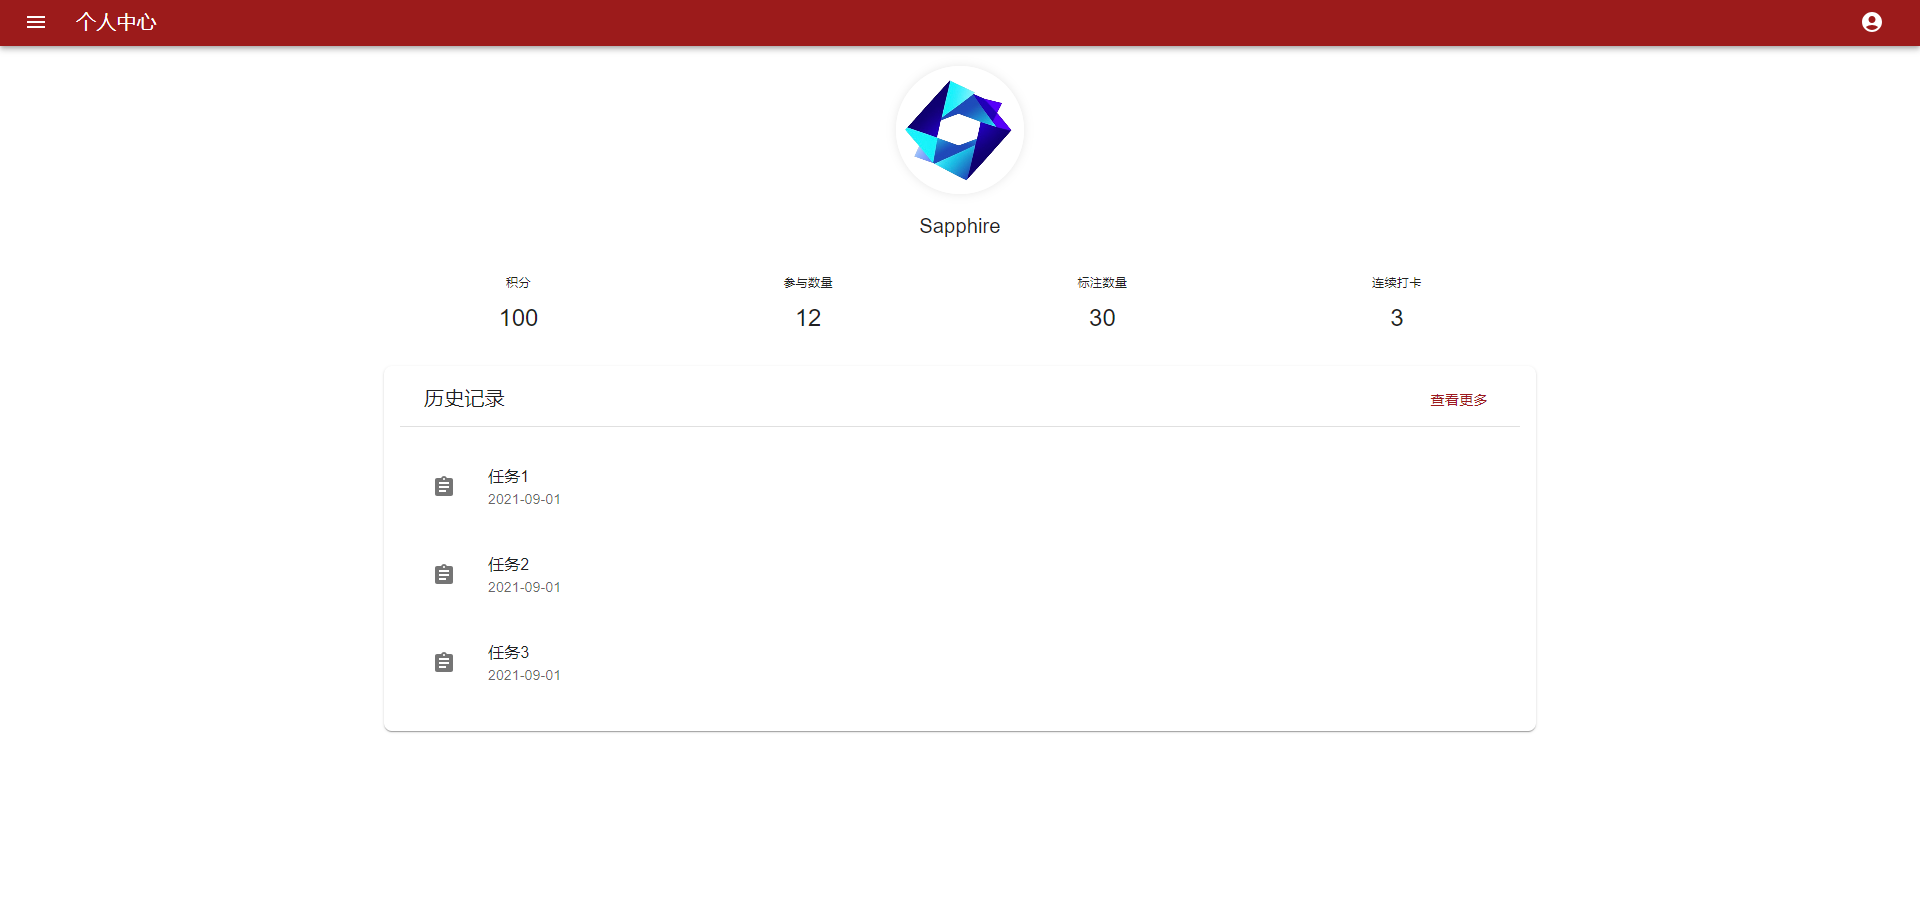 个人中心
Sapphire
积分 参与数量 标注数量 连续打卡
100 12 30 3
历史记录 查看更多
任务1
2021-09-01
任务2
2021-09-01
任务3
2021-09-01